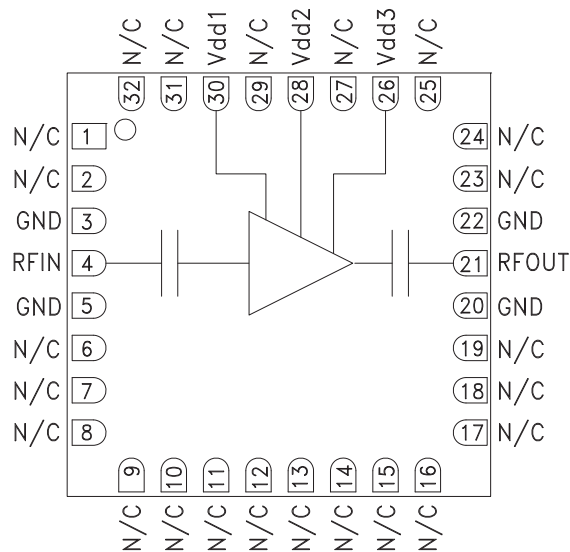 N/C N/C Vdd1 N/C Vdd2 N/C Vdd3 N/C
32 31 30 29 28 27 26 25
N/C 1
N/C 2
GND 3
RFIN 4
GND 5
N/C 6
N/C 7
N/C 8
24 N/C
23 N/C
22 GND
21 RFOUT
20 GND
19 N/C
18 N/C
17 N/C
9 10 11 12 13 14 15 16
N/C N/C N/C N/C N/C N/C N/C N/C